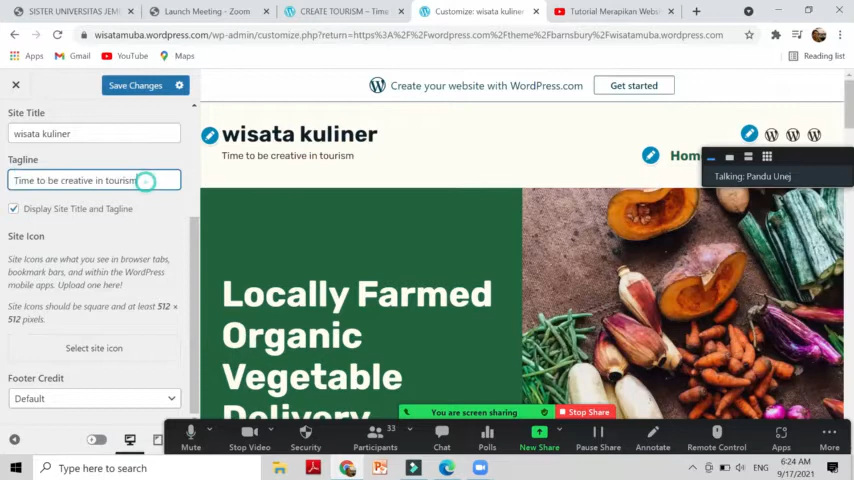 SISTER UNIVERSITAS JEM
Launch Meeting - Zoom
CREATE TOURISM – Time
Customize: wisata kuliner
Tutorial Merapikan Webs
wisatamuba.wordpress.com/wp-admin/customize.php?return=https%3A%2F%2Fwordpress.com%2Ftheme%2Fbarnsbury%2Fwisatamuba.wordpress.com
Apps
Gmail
YouTube
Maps
Reading list
Save Changes
Create your website with WordPress.com
Get started
Site Title
wisata kuliner
Tagline
Time to be creative in tourism
Display Site Title and Tagline
Site Icon
Site Icons are what you see in browser tabs,
bookmark bars, and within the WordPress
mobile apps. Upload one here!
Site Icons should be square and at least 512 ×
512 pixels.
Select site icon
Footer Credit
Default
wisata kuliner
Time to be creative in tourism
Hom
Talking: Pandu Unej
Locally Farmed
Organic
Vegetable
Delivery
You are screen sharing
Stop Share
Mute
Stop Video
Security
Participants
33
Chat
Polls
New Share
Pause Share
Annotate
Remote Control
Apps
More
Type here to search
ENG
6:24 AM
9/17/2021